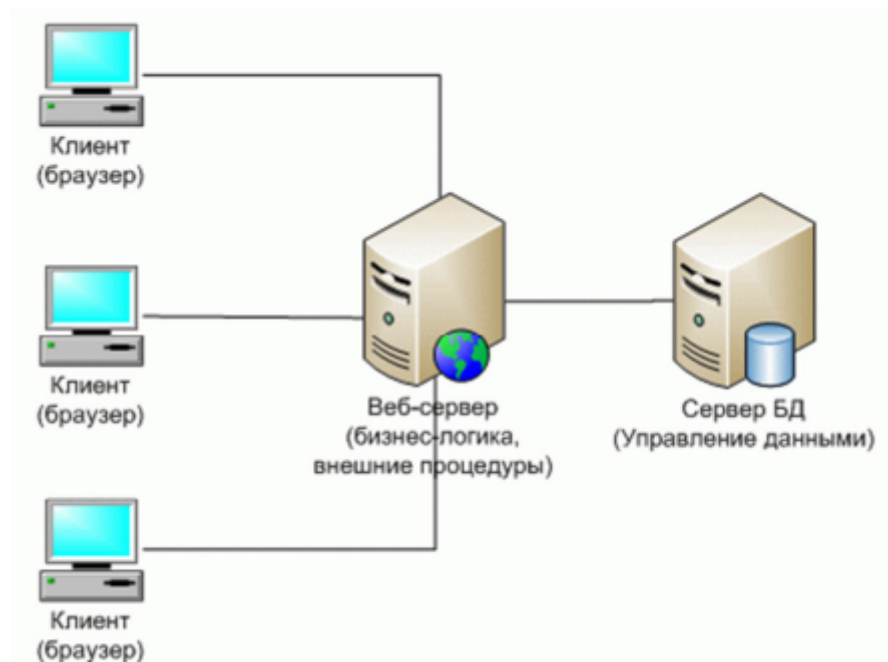 Клиент
(браузер)
Клиент
(браузер)
Веб-сервер
(бизнес-логика,
внешние процедуры)
Сервер БД
(Управление данными)
Клиент
(браузер)